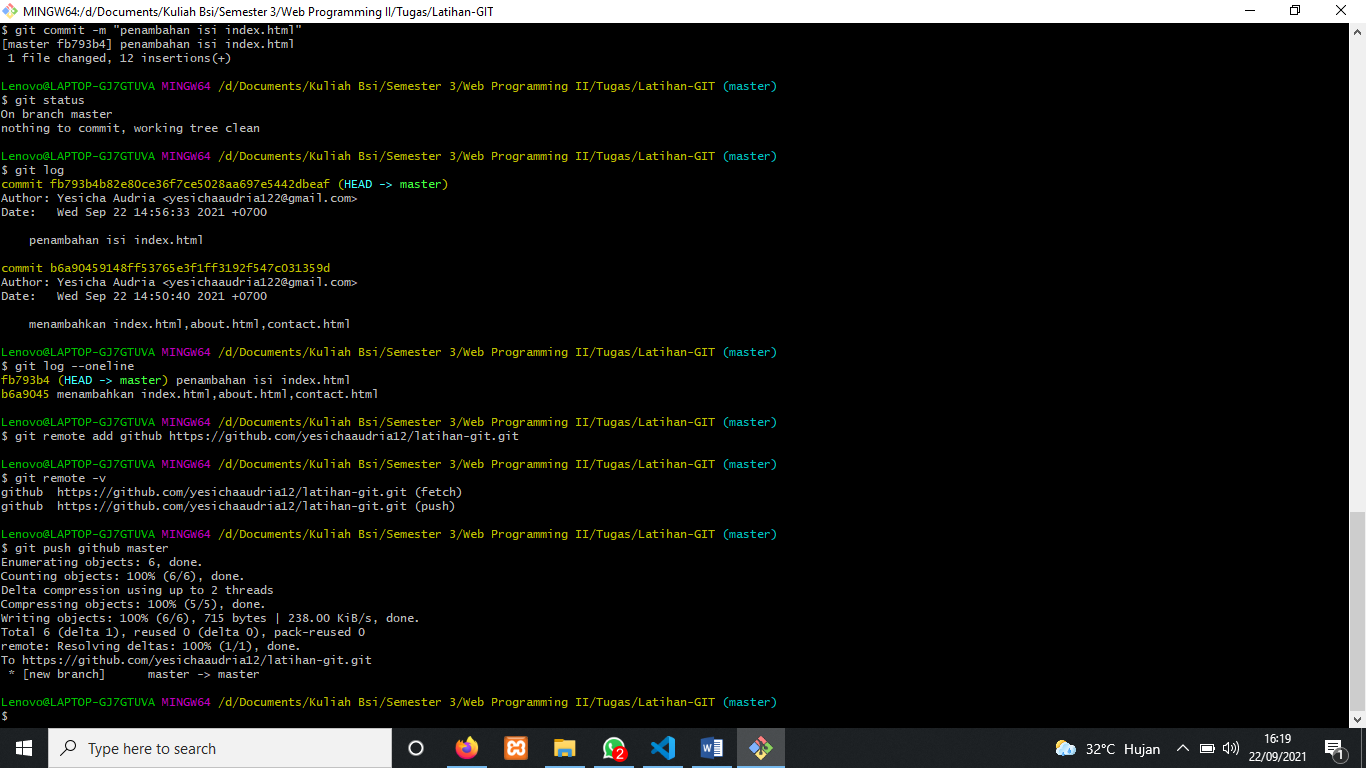 MINGW64:/d/Documents/Kuliah Bsi/Semester 3/Web Programming II/Tugas/Latihan-GIT
$ git commit -m "penambahan isi index.html"
[master fb793b4] penambahan isi index.html
 1 file changed, 12 insertions(+)
Lenovo@LAPTOP-GJ7GTUVA MINGW64 /d/Documents/Kuliah Bsi/Semester 3/Web Programming II/Tugas/Latihan-GIT (master)
$ git status
On branch master
nothing to commit, working tree clean
Lenovo@LAPTOP-GJ7GTUVA MINGW64 /d/Documents/Kuliah Bsi/Semester 3/Web Programming II/Tugas/Latihan-GIT (master)
$ git log
commit fb793b4b82e80ce36f7ce5028aa697e5442dbeaf (HEAD -> master)
Author: Yesicha Audria <yesichaaudria122@gmail.com>
Date:   Wed Sep 22 14:56:33 2021 +0700
    penambahan isi index.html
commit b6a90459148ff53765e3f1ff3192f547c031359d
Author: Yesicha Audria <yesichaaudria122@gmail.com>
Date:   Wed Sep 22 14:50:40 2021 +0700
    menambahkan index.html,about.html,contact.html
Lenovo@LAPTOP-GJ7GTUVA MINGW64 /d/Documents/Kuliah Bsi/Semester 3/Web Programming II/Tugas/Latihan-GIT (master)
$ git log --oneline
fb793b4 (HEAD -> master) penambahan isi index.html
b6a9045 menambahkan index.html,about.html,contact.html
Lenovo@LAPTOP-GJ7GTUVA MINGW64 /d/Documents/Kuliah Bsi/Semester 3/Web Programming II/Tugas/Latihan-GIT (master)
$ git remote add github https://github.com/yesichaaudria12/latihan-git.git
Lenovo@LAPTOP-GJ7GTUVA MINGW64 /d/Documents/Kuliah Bsi/Semester 3/Web Programming II/Tugas/Latihan-GIT (master)
$ git remote -v
github  https://github.com/yesichaaudria12/latihan-git.git (fetch)
github  https://github.com/yesichaaudria12/latihan-git.git (push)
Lenovo@LAPTOP-GJ7GTUVA MINGW64 /d/Documents/Kuliah Bsi/Semester 3/Web Programming II/Tugas/Latihan-GIT (master)
$ git push github master
Enumerating objects: 6, done.
Counting objects: 100% (6/6), done.
Delta compression using up to 2 threads
Compressing objects: 100% (5/5), done.
Writing objects: 100% (6/6), 715 bytes | 238.00 KiB/s, done.
Total 6 (delta 1), reused 0 (delta 0), pack-reused 0
remote: Resolving deltas: 100% (1/1), done.
To https://github.com/yesichaaudria12/latihan-git.git
 * [new branch]      master -> master
Lenovo@LAPTOP-GJ7GTUVA MINGW64 /d/Documents/Kuliah Bsi/Semester 3/Web Programming II/Tugas/Latihan-GIT (master)
$
Type here to search
2
32°C Hujan
16:19
22/09/2021
1